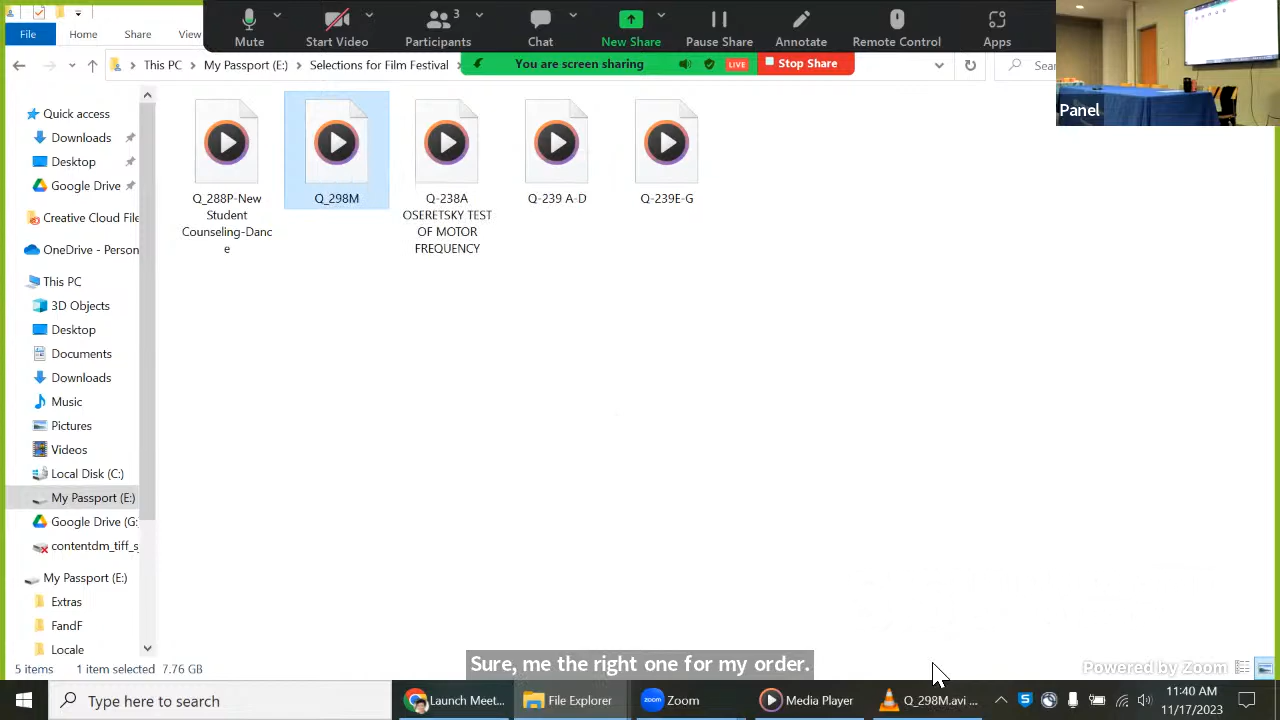 Mute
Start Video
Participants
3
Chat
New Share
Pause Share
Annotate
Remote Control
Apps
File
Home
Share
View
You are screen sharing
LIVE
Stop Share
This PC > My Passport (E:) > Selections for Film Festival
Sear
Panel
Quick access
Downloads
Desktop
Google Drive
Creative Cloud File
OneDrive - Person
This PC
3D Objects
Desktop
Documents
Downloads
Music
Pictures
Videos
Local Disk (C:)
My Passport (E:)
Google Drive (G:
contentdm_tiff_s
My Passport (E:)
Extras
FandF
Locale
Q_288P-New
Student
Counseling-Danc
e
Q_298M
Q-238A
OSERETSKY TEST
OF MOTOR
FREQUENCY
Q-239 A-D
Q-239E-G
5 items
1 item selected
7.76 GB
Sure, me the right one for my order.
Powered by Zoom
Type here to search
Launch Meet...
File Explorer
Zoom
Media Player
Q_298M.avi ...
11:40 AM
11/17/2023